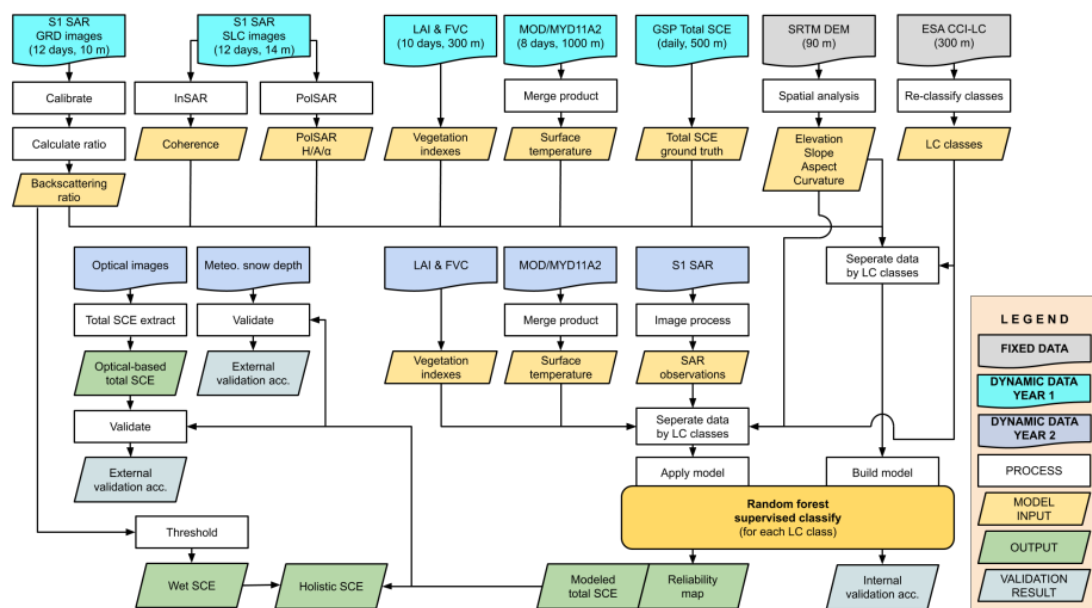 S1 SAR
GRD images
(12 days, 10 m)
S1 SAR
SLC images
(12 days, 14 m)
LAI & FVC
(10 days, 300 m)
MOD/MYD11A2
(8 days, 1000 m)
GSP Total SCE
(daily, 500 m)
SRTM DEM
(90 m)
ESA CCI-LC
(300 m)
Calibrate
InSAR
PolSAR
Merge product
Spatial analysis
Re-classify classes
Calculate ratio
Coherence
PolSAR
H/A/α
Vegetation
indexes
Surface
temperature
Total SCE
ground truth
Elevation
Slope
Aspect
Curvature
LC classes
Backscattering
ratio
Optical images
Meteo. snow depth
LAI & FVC
MOD/MYD11A2
S1 SAR
Seperate data
by LC classes
Total SCE extract
Validate
Merge product
Image process
Optical-based
total SCE
External
validation acc.
Vegetation
indexes
Surface
temperature
SAR
observations
Validate
Seperate data
by LC classes
External
validation acc.
Apply model
Build model
Random forest
supervised classify
(for each LC class)
Threshold
Wet SCE
Holistic SCE
Modeled
total SCE
Reliability
map
Internal
validation acc.
LEGEND
FIXED DATA
DYNAMIC DATA
YEAR 1
DYNAMIC DATA
YEAR 2
PROCESS
MODEL
INPUT
OUTPUT
VALIDATION
RESULT